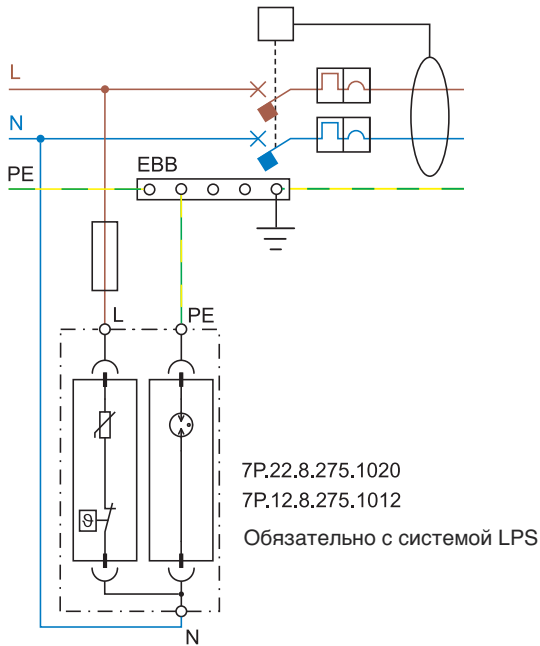 L
N
PE
EBB
L
PE
ϑ
7P.22.8.275.1020
7P.12.8.275.1012
Обязательно с системой LPS
N